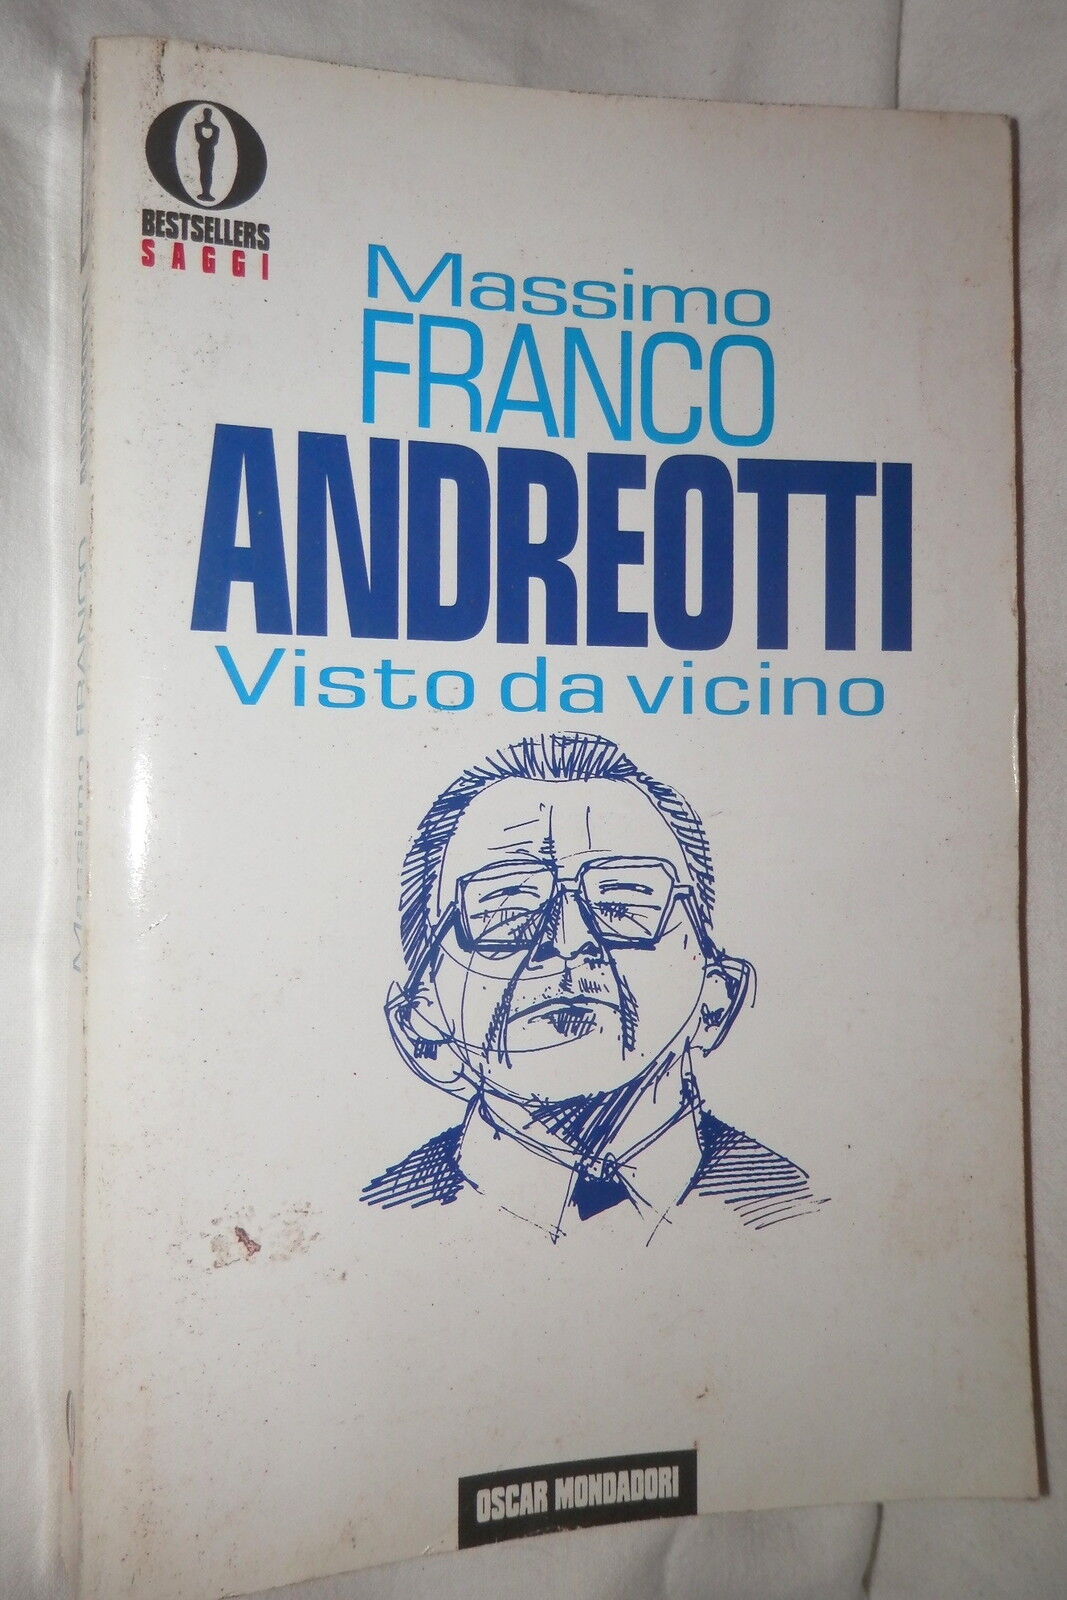 BESTSELLERS
SAGGI
Massimo
FRANCO
ANDREOTTI
Visto da vicino
OSCAR MONDADORI
Massimo FRANCO